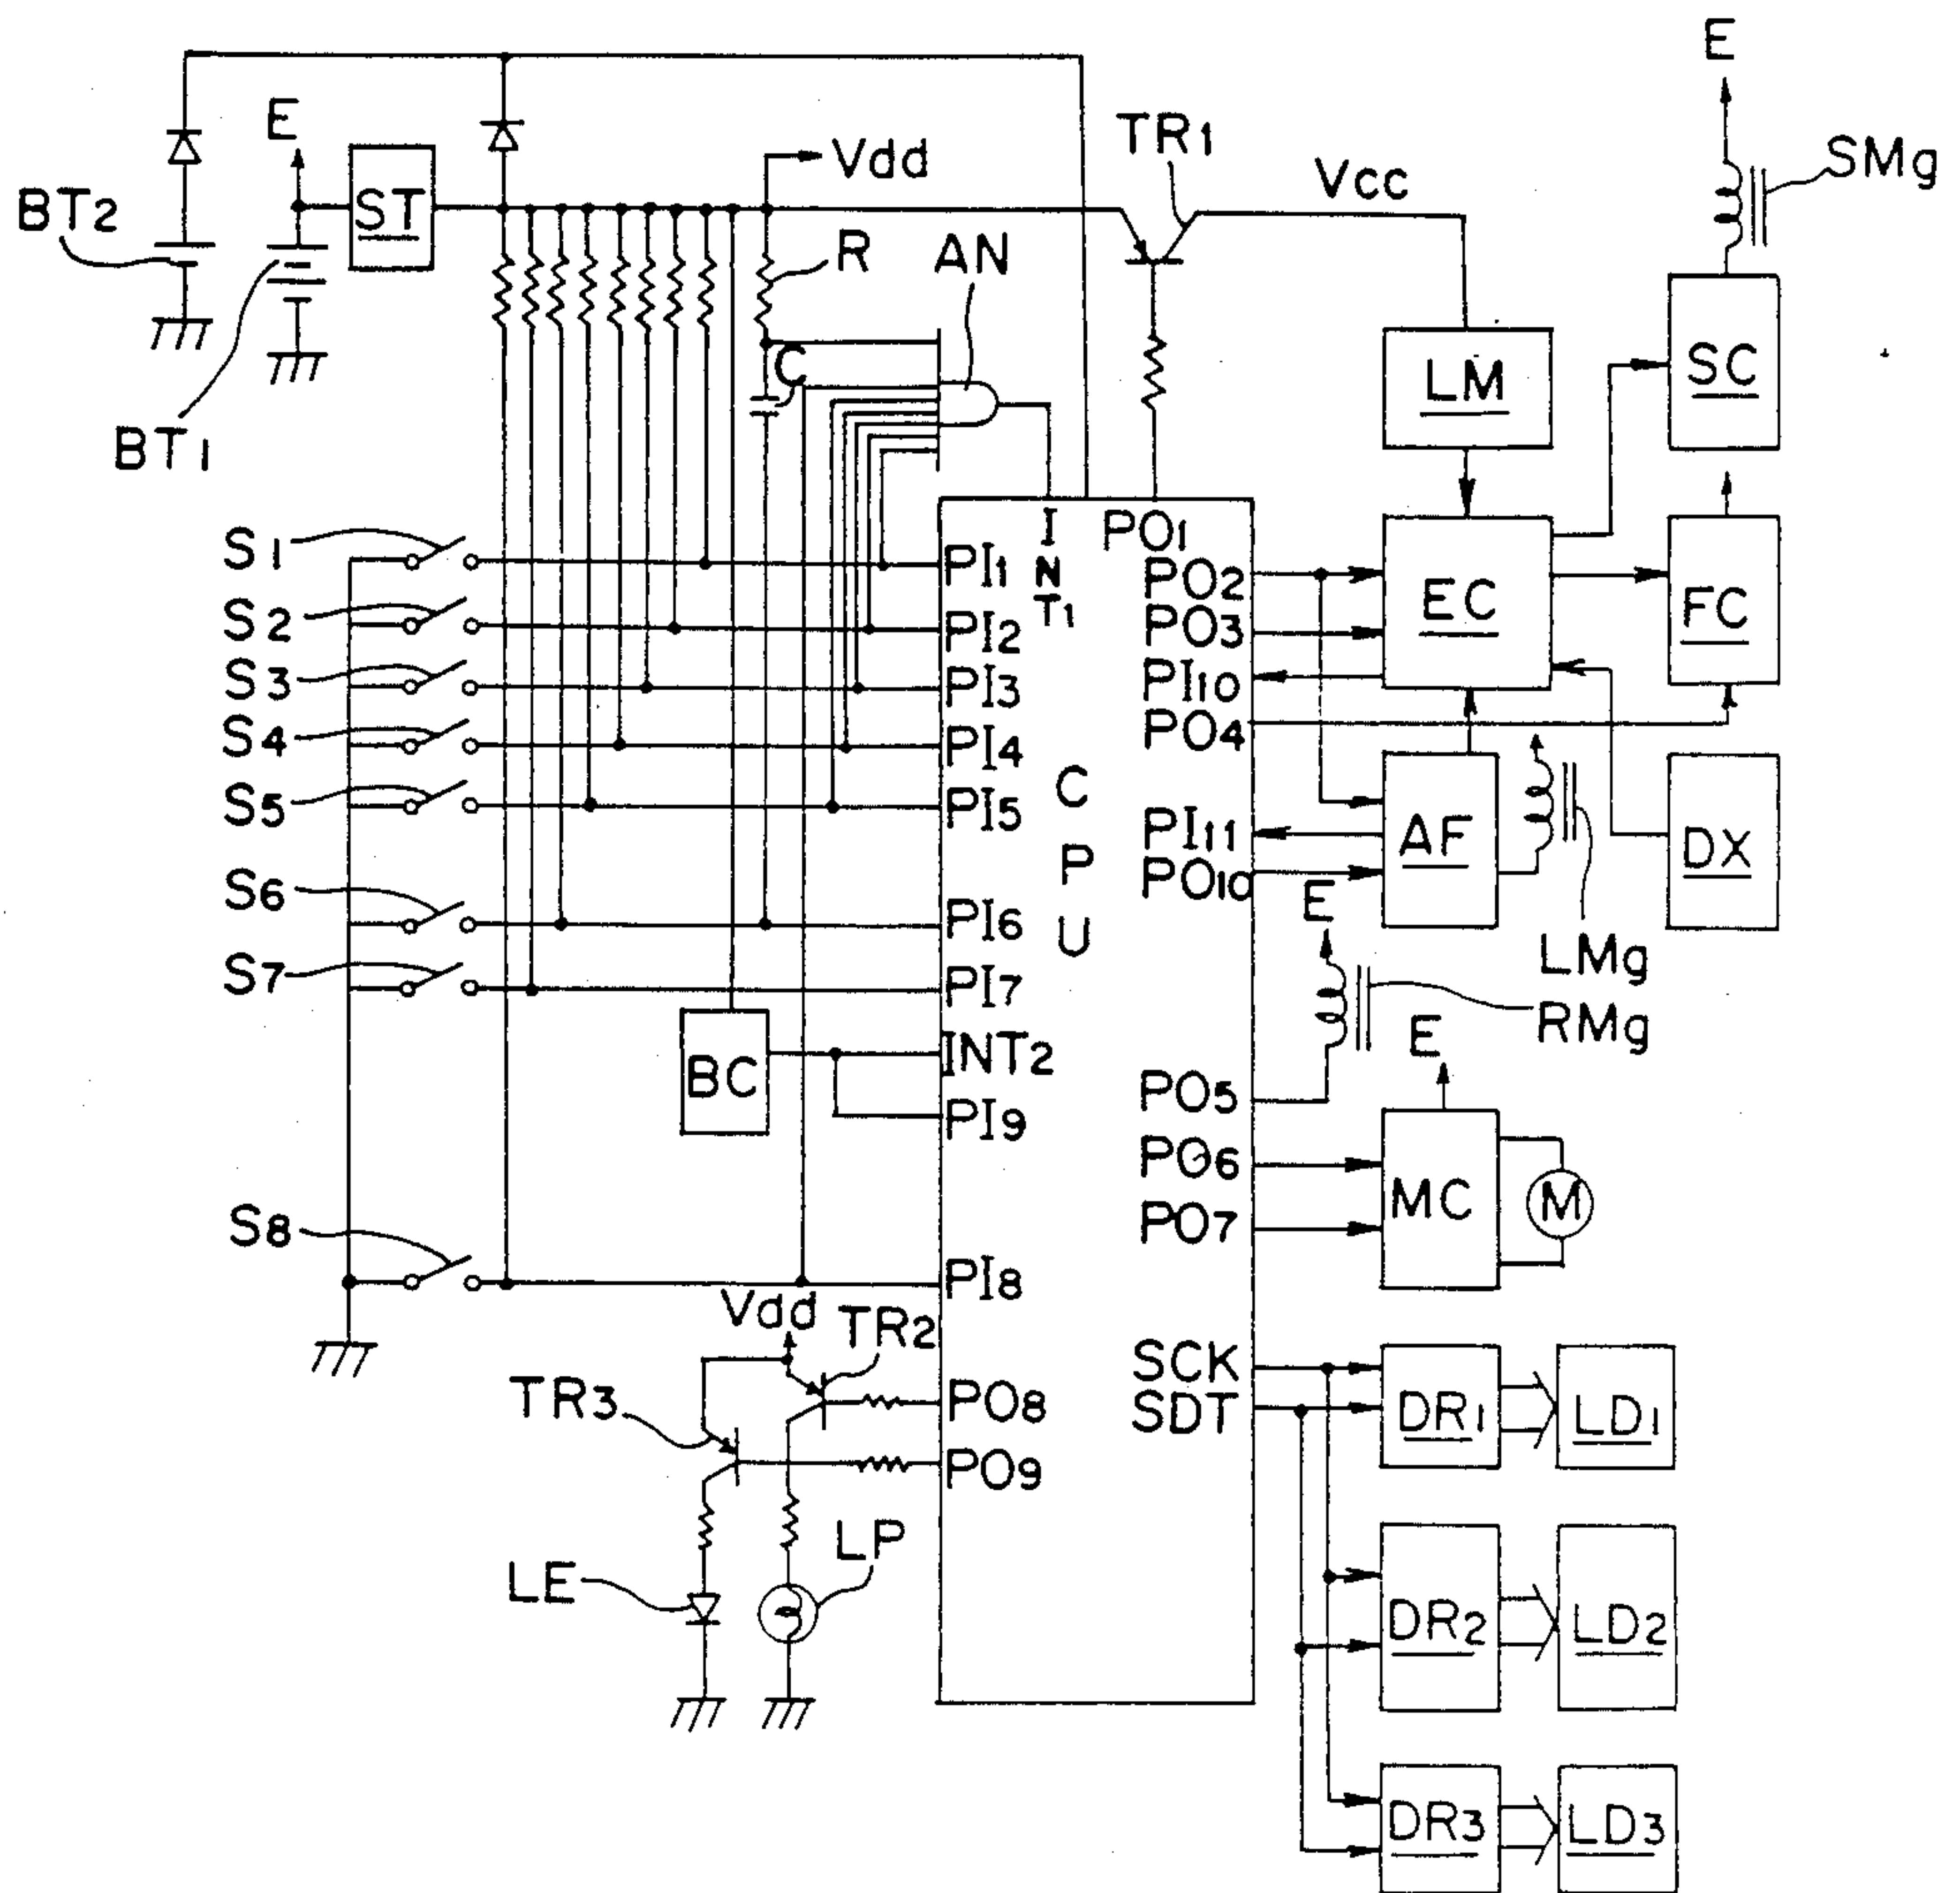 E
SMg
TR1
Vcc
E
Vdd
BT2
ST
R
AN
SC
LM
C
BT1
S1
I
N
T1
PO1
PI1
PO2
S2
EC
FC
PI2
PO3
S3
PI3
PI10
S4
PI4
PO4
C
P
U
S5
PI5
PI11
AF
DX
S6
PO10
E
PI6
LMg
S7
PI7
RMg
E
BC
INT2
PO5
PI9
PO6
MC
M
S8
PO7
PI8
Vdd
TR2
SCK
TR3
PO8
SDT
DR1
LD1
PO9
LP
LE
DR2
LD2
DR3
LD3